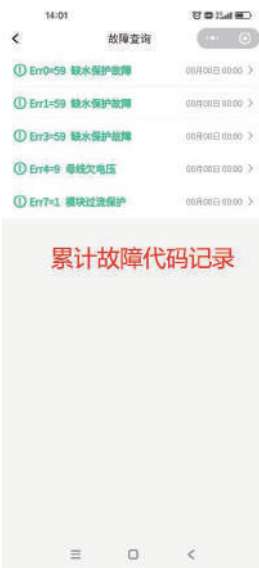 14:01
故障查询
Err0=59 缺水保护故障 00月00日 00:00
Err1=59 缺水保护故障 00月00日 00:00
Err3=59 缺水保护故障 00月00日 00:00
Err4=9 母线欠电压 00月00日 00:00
Err7=1 模块过流保护 00月00日 00:00
累计故障代码记录